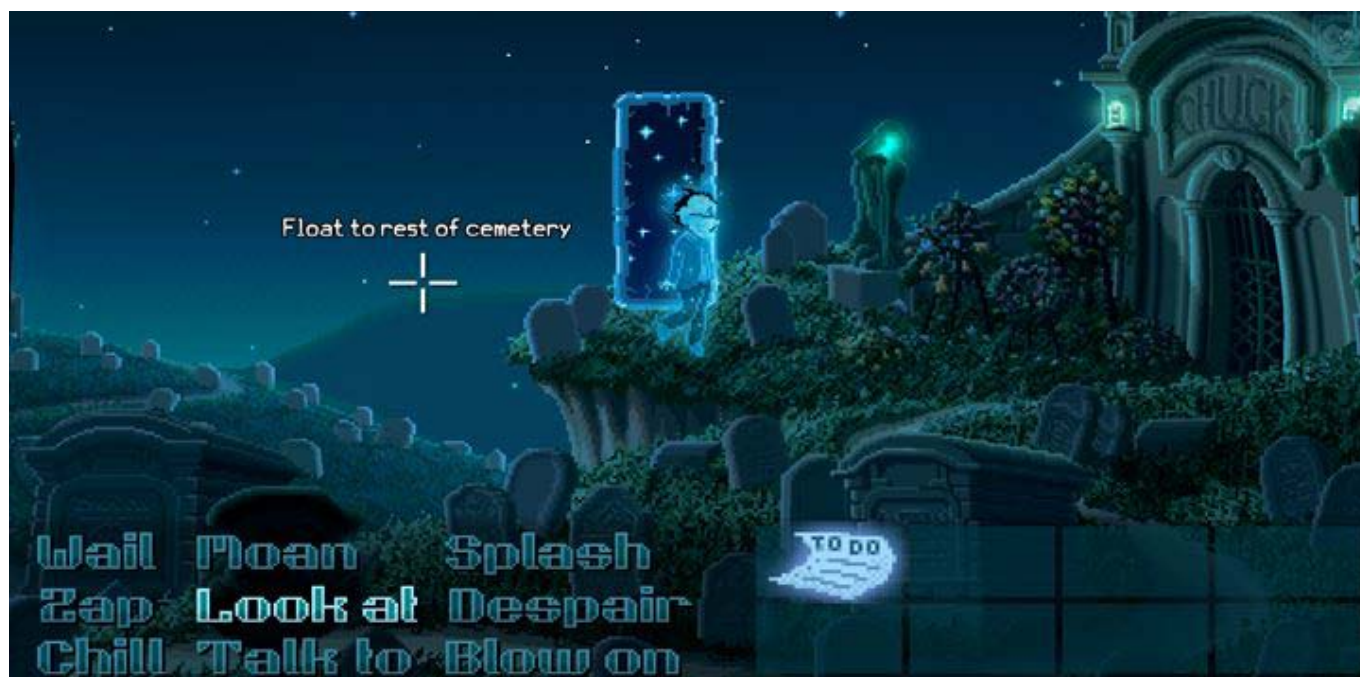 CHUCK
Float to rest of cemetery
TO DO
Wail Moan Splash
Zap Look at Despair
Chill Talk to Blow on